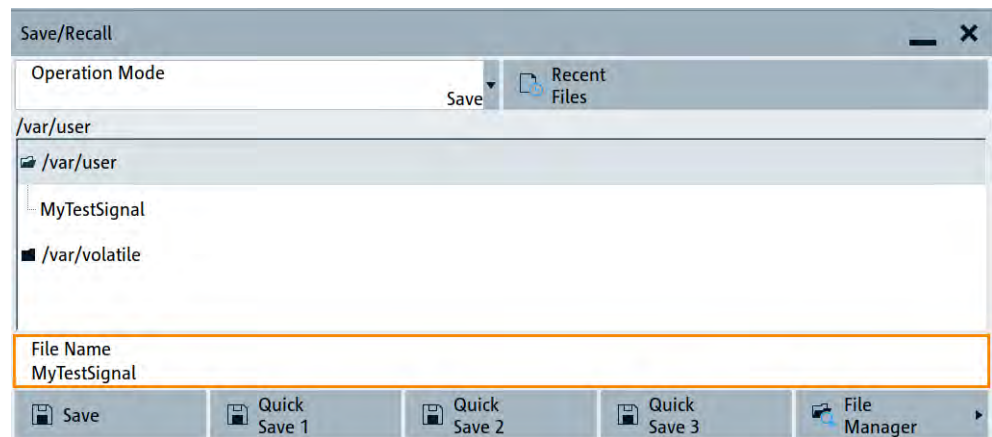 Save/Recall
Operation Mode
Save
Recent
Files
/var/user
/var/user
MyTestSignal
/var/volatile
File Name
MyTestSignal
Save
Quick
Save 1
Quick
Save 2
Quick
Save 3
File
Manager